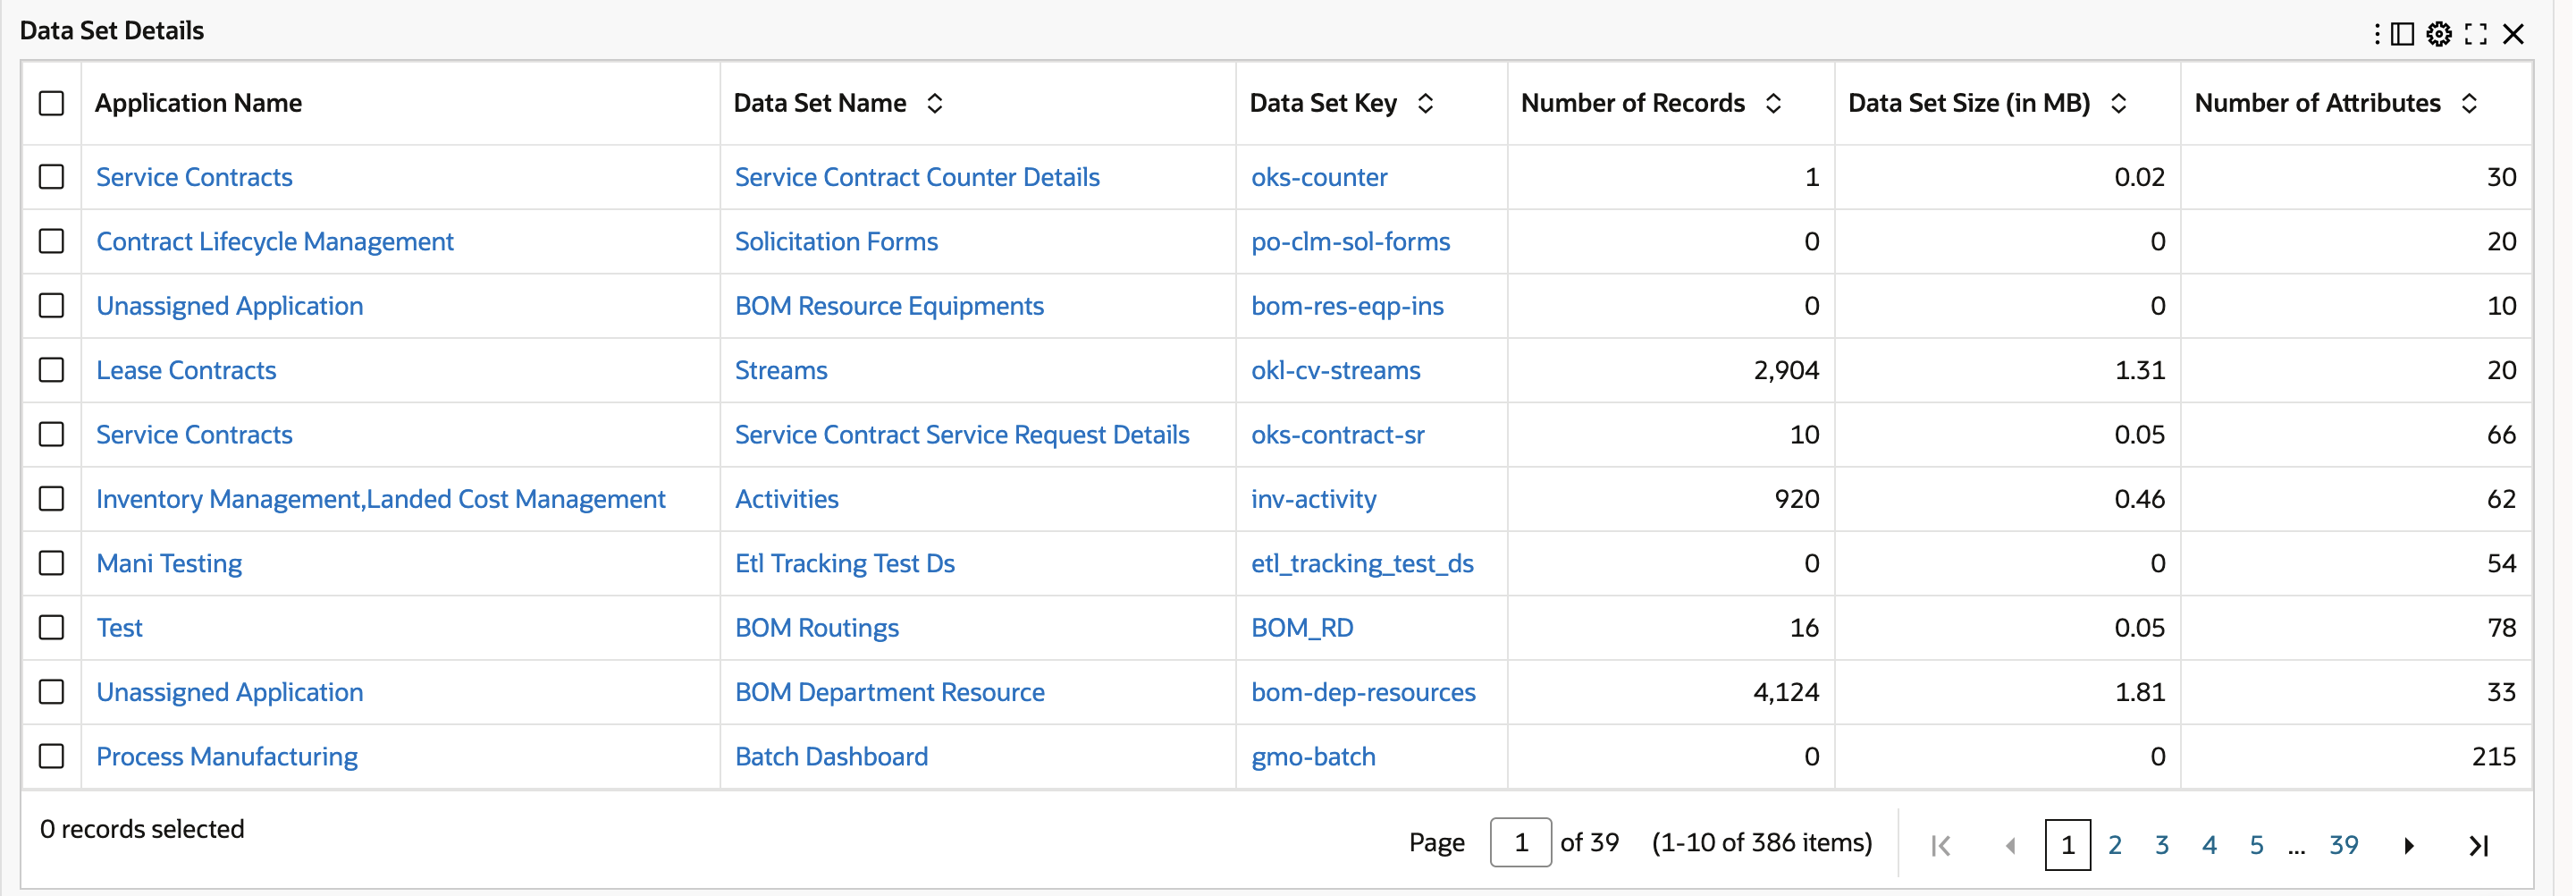 Data Set Details
Application Name Data Set Name Data Set Key Number of Records Data Set Size (in MB) Number of Attributes
Service Contracts Service Contract Counter Details oks-counter 1 0.02 30
Contract Lifecycle Management Solicitation Forms po-clm-sol-forms 0 0 20
Unassigned Application BOM Resource Equipments bom-res-eqp-ins 0 0 10
Lease Contracts Streams okl-cv-streams 2,904 1.31 20
Service Contracts Service Contract Service Request Details oks-contract-sr 10 0.05 66
Inventory Management,Landed Cost Management Activities inv-activity 920 0.46 62
Mani Testing Etl Tracking Test Ds etl_tracking_test_ds 0 0 54
Test BOM Routings BOM_RD 16 0.05 78
Unassigned Application BOM Department Resource bom-dep-resources 4,124 1.81 33
Process Manufacturing Batch Dashboard gmo-batch 0 0 215
0 records selected Page 1 of 39 (1-10 of 386 items) 1 2 3 4 5 ... 39